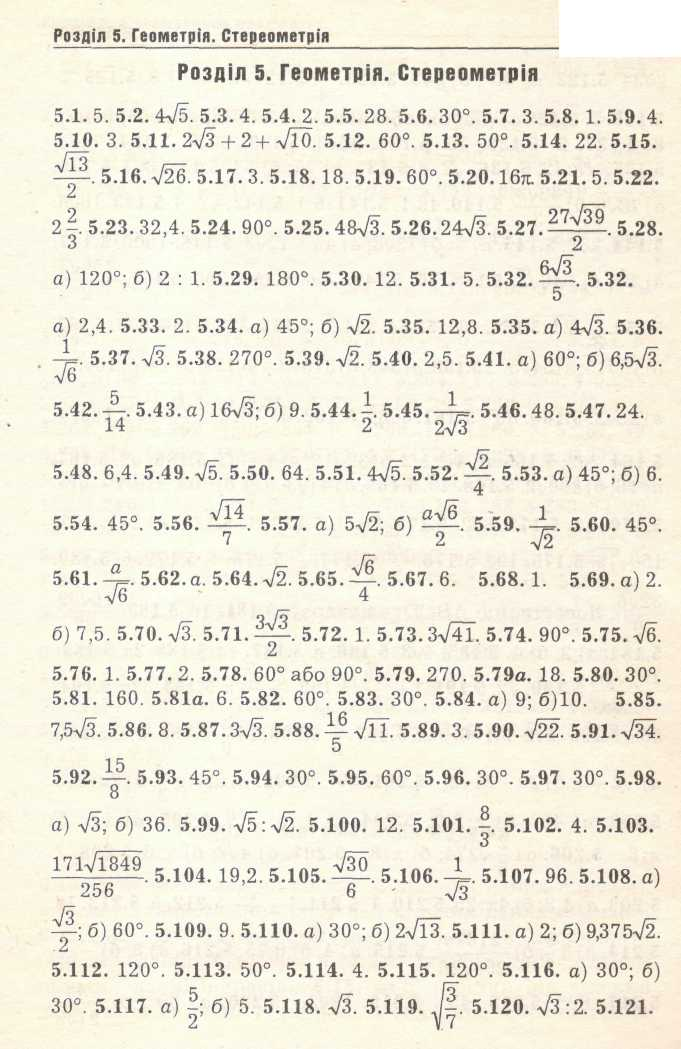 Розділ 5. Геометрія. Стереометрія
Розділ 5. Геометрія. Стереометрія
5.1. 5. 5.2. 4√5. 5.3. 4. 5.4. 2. 5.5. 28. 5.6. 30°. 5.7. 3. 5.8. 1. 5.9. 4.
5.10. 3. 5.11. 2√3 + 2 + √10. 5.12. 60°. 5.13. 50°. 5.14. 22. 5.15.
√13/2. 5.16. √26. 5.17. 3. 5.18. 18. 5.19. 60°. 5.20. 16π. 5.21. 5. 5.22.
2 2/3. 5.23. 32,4. 5.24. 90°. 5.25. 48√3. 5.26. 24√3. 5.27. 27√39/2. 5.28.
а) 120°; б) 2 : 1. 5.29. 180°. 5.30. 12. 5.31. 5. 5.32. 6√3/5. 5.32.
а) 2,4. 5.33. 2. 5.34. а) 45°; б) √2. 5.35. 12,8. 5.35. а) 4√3. 5.36.
1/√6. 5.37. √3. 5.38. 270°. 5.39. √2. 5.40. 2,5. 5.41. а) 60°; б) 6,5√3.
5.42. 5/14. 5.43. а) 16√3; б) 9. 5.44. 1/2. 5.45. 1/2√3. 5.46. 48. 5.47. 24.
5.48. 6,4. 5.49. √5. 5.50. 64. 5.51. 4√5. 5.52. √2/4. 5.53. а) 45°; б) 6.
5.54. 45°. 5.56. √14/7. 5.57. а) 5√2; б) a√6/2. 5.59. 1/√2. 5.60. 45°.
5.61. a/√6. 5.62. a. 5.64. √2. 5.65. √6/4. 5.67. 6. 5.68. 1. 5.69. а) 2.
б) 7,5. 5.70. √3. 5.71. 3√3/2. 5.72. 1. 5.73. 3√41. 5.74. 90°. 5.75. √6.
5.76. 1. 5.77. 2. 5.78. 60° або 90°. 5.79. 270. 5.79а. 18. 5.80. 30°.
5.81. 160. 5.81а. 6. 5.82. 60°. 5.83. 30°. 5.84. а) 9; б)10. 5.85.
7,5√3. 5.86. 8. 5.87. 3√3. 5.88. 16/5 √11. 5.89. 3. 5.90. √22. 5.91. √34.
5.92. 15/8. 5.93. 45°. 5.94. 30°. 5.95. 60°. 5.96. 30°. 5.97. 30°. 5.98.
а) √3; б) 36. 5.99. √5 : √2. 5.100. 12. 5.101. 8/3. 5.102. 4. 5.103.
171√1849/256. 5.104. 19,2. 5.105. √30/6. 5.106. 1/√3. 5.107. 96. 5.108. а)
√3/2; б) 60°. 5.109. 9. 5.110. а) 30°; б) 2√13. 5.111. а) 2; б) 9,375√2.
5.112. 120°. 5.113. 50°. 5.114. 4. 5.115. 120°. 5.116. а) 30°; б)
30°. 5.117. а) 5/2; б) 5. 5.118. √3. 5.119. √3/7. 5.120. √3 : 2. 5.121.